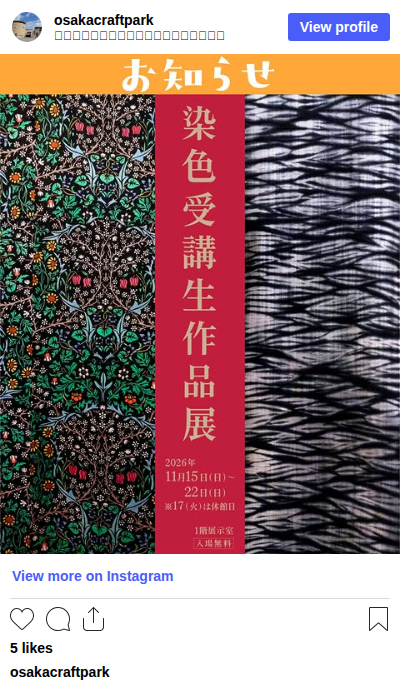 osakacraftpark
View profile
お知らせ
染色受講生作品展
2026年
11月15日(日)~
22日(日)
※17(火)は休館日
1階展示室
入場無料
View more on Instagram
5 likes
osakacraftpark